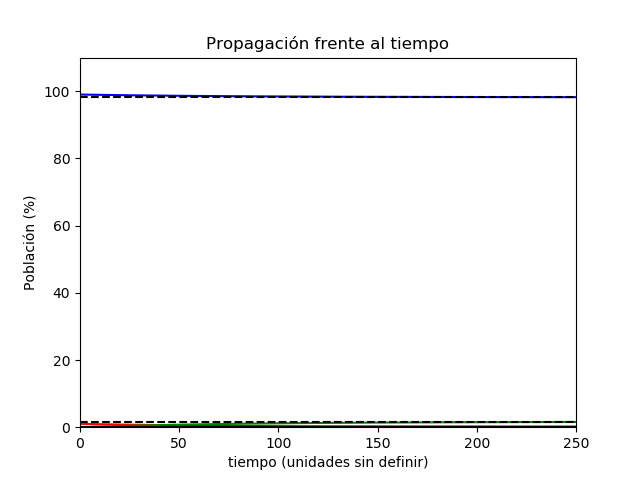 Propagación frente al tiempo
Población (%)
100
80
60
40
20
0
0 50 100 150 200 250
tiempo (unidades sin definir)